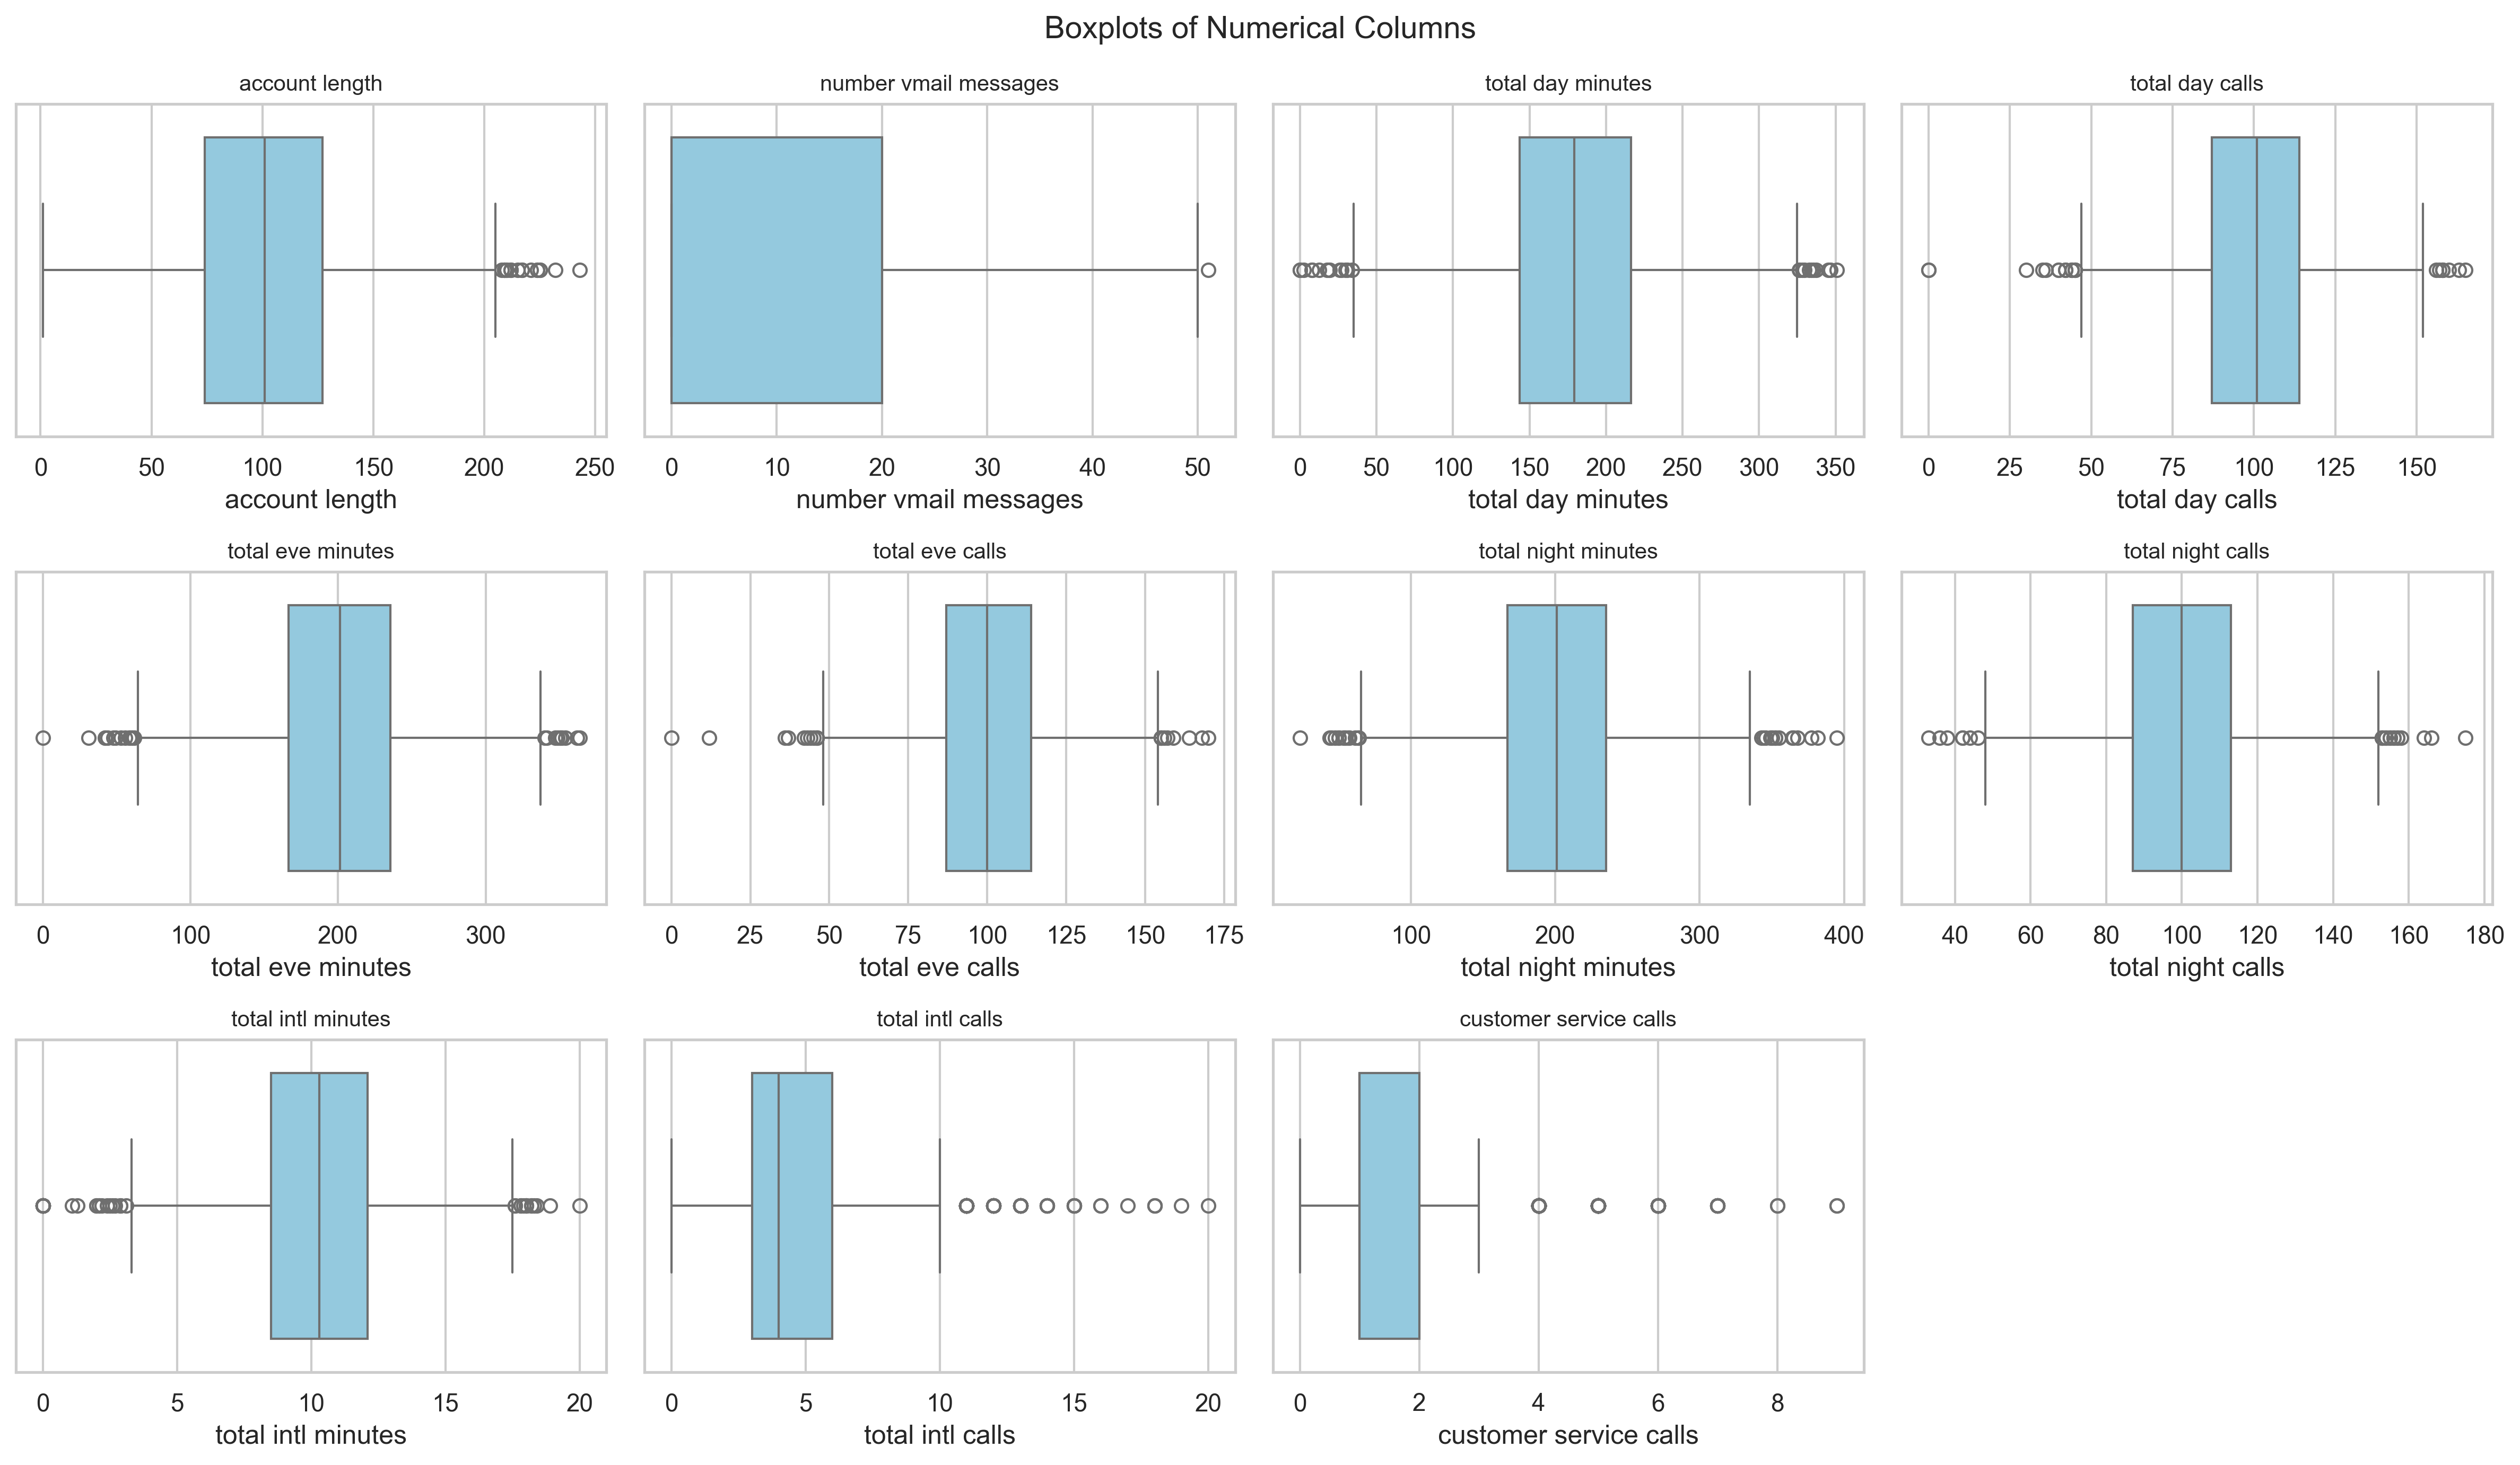 Boxplots of Numerical Columns
account length
number vmail messages
total day minutes
total day calls
0 50 100 150 200 250
0 10 20 30 40 50
0 50 100 150 200 250 300 350
0 25 50 75 100 125 150
account length
number vmail messages
total day minutes
total day calls
total eve minutes
total eve calls
total night minutes
total night calls
0 100 200 300
0 25 50 75 100 125 150 175
100 200 300 400
40 60 80 100 120 140 160 180
total eve minutes
total eve calls
total night minutes
total night calls
total intl minutes
total intl calls
customer service calls
0 5 10 15 20
0 5 10 15 20
0 2 4 6 8
total intl minutes
total intl calls
customer service calls